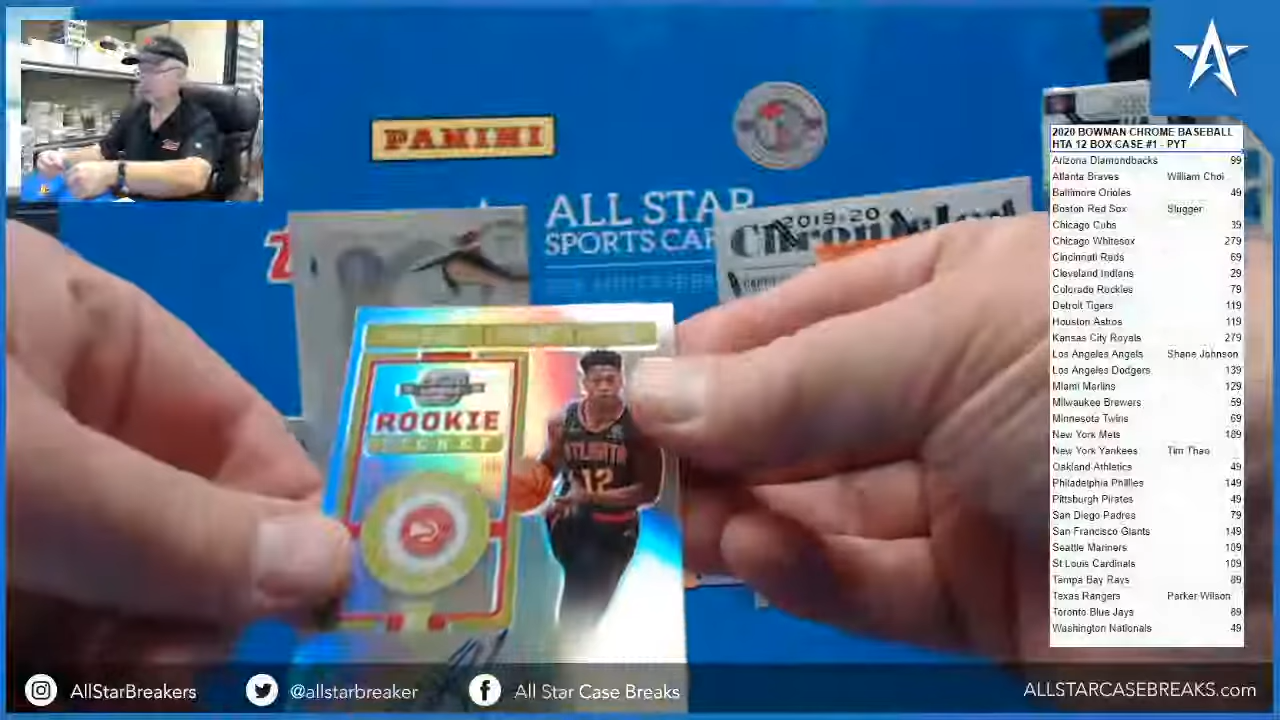 PANINI
ALL STAR
SPORTS CAR
2019-20
Chronicles
ROOKIE
TICKET
ATLANTA
12
2020 BOWMAN CHROME BASEBALL
HTA 12 BOX CASE #1 - PYT
Arizona Diamondbacks 99
Atlanta Braves William Choi
Baltimore Orioles 49
Boston Red Sox Slugger
Chicago Cubs 39
Chicago Whitesox 279
Cincinnati Reds 69
Cleveland Indians 29
Colorado Rockies 79
Detroit Tigers 119
Houston Astros 119
Kansas City Royals 279
Los Angeles Angels Shane Johnson
Los Angeles Dodgers 139
Miami Marlins 129
Milwaukee Brewers 59
Minnesota Twins 69
New York Mets 189
New York Yankees Tim Thao
Oakland Athletics 49
Philadelphia Phillies 149
Pittsburgh Pirates 49
San Diego Padres 79
San Francisco Giants 149
Seattle Mariners 189
St Louis Cardinals 109
Tampa Bay Rays 89
Texas Rangers Parker Wilson
Toronto Blue Jays 89
Washington Nationals 49
AllStarBreakers
@allstarbreaker
All Star Case Breaks
ALLSTARCASEBREAKS.com